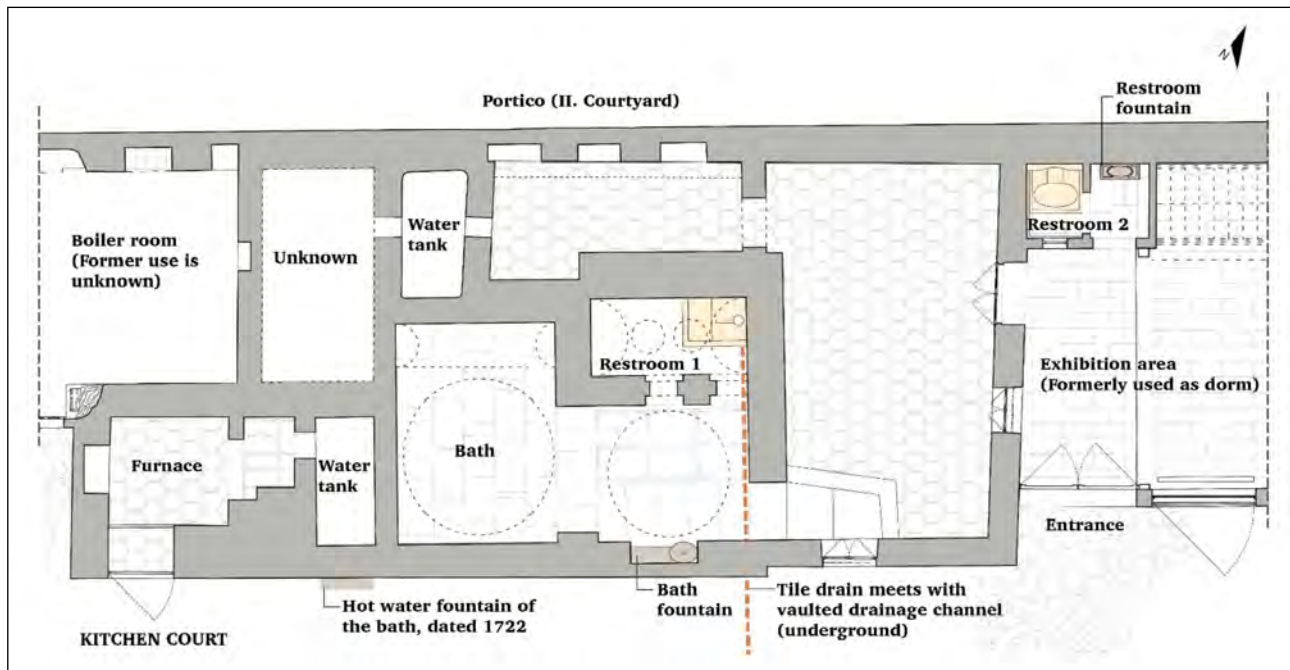 N
Portico (II. Courtyard)
Restroom
fountain
Boiler room
(Former use is
unknown)
Unknown
Water
tank
Restroom 2
Restroom 1
Exhibition area
(Formerly used as dorm)
Furnace
Water
tank
Bath
Entrance
Hot water fountain of
the bath, dated 1722
Bath
fountain
Tile drain meets with
vaulted drainage channel
(underground)
KITCHEN COURT